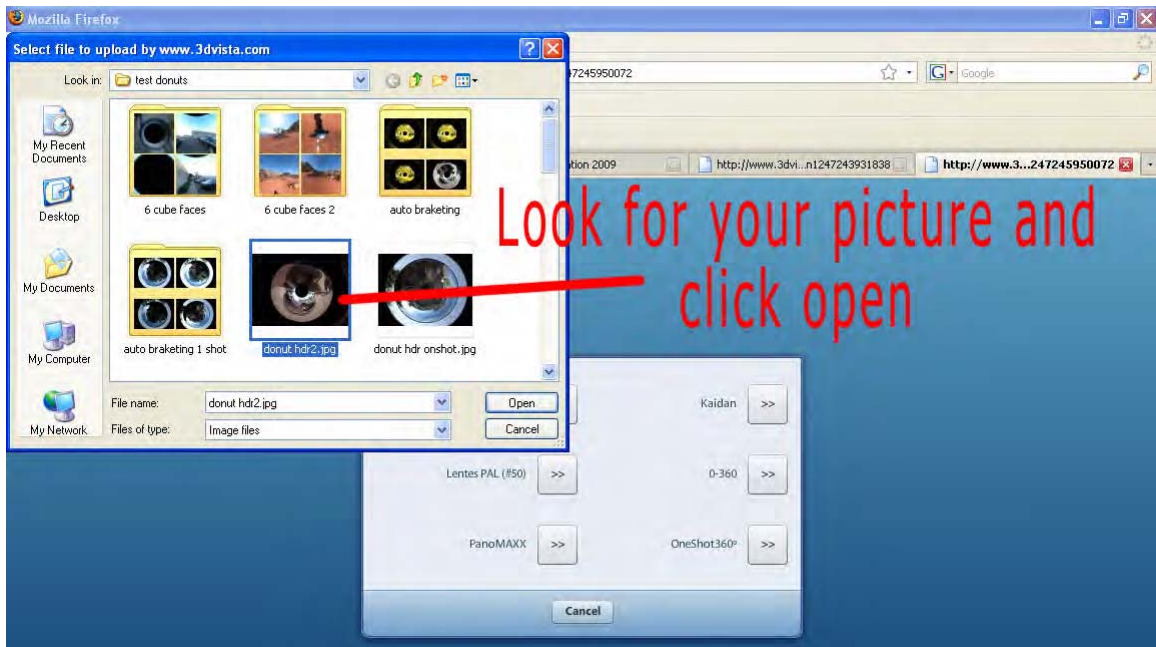 Mozilla Firefox
Select file to upload by www.3dvista.com
Look in:
test donuts
47245950072
Google
My Recent
Documents
Desktop
My Documents
My Computer
My Network
6 cube faces
6 cube faces 2
auto braketing
auto braketing 1 shot
donut hdr2.jpg
donut hdr onshot.jpg
ation 2009
http://www.3dvi...n1247243931838
http://www.3...247245950072
Look for your picture and
click open
File name:
donut hdr2.jpg
Open
Files of type:
Image files
Cancel
Kaidan >>
Lentes PAL (#50) >>
0-360 >>
PanoMAXX >>
OneShot360º >>
Cancel